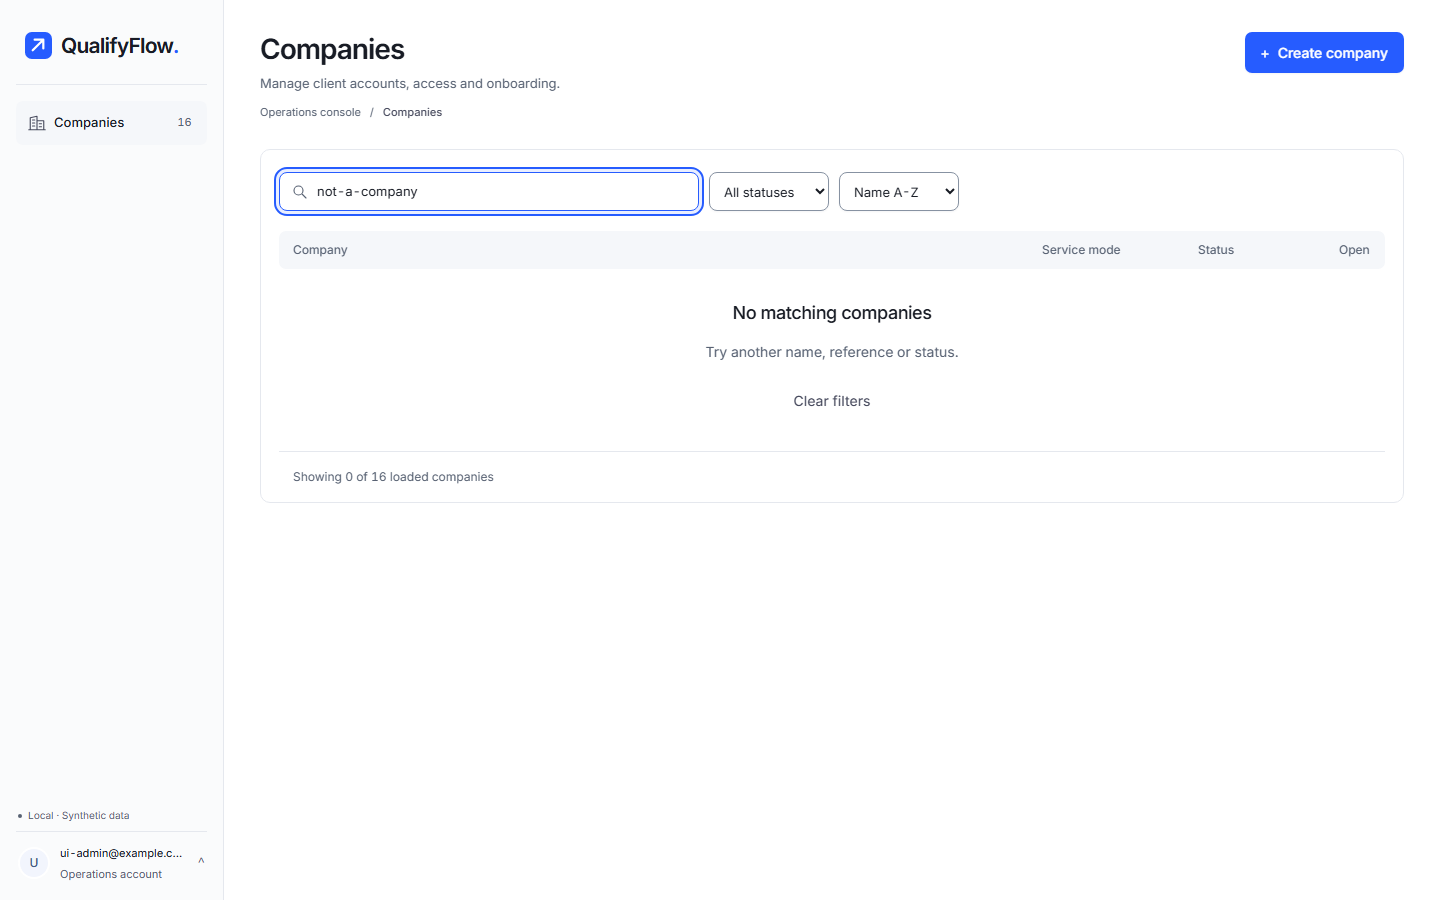 QualifyFlow.
Companies 16
Companies
Manage client accounts, access and onboarding.
Operations console / Companies
+ Create company
not-a-company
All statuses
Name A-Z
Company Service mode Status Open
No matching companies
Try another name, reference or status.
Clear filters
Showing 0 of 16 loaded companies
Local · Synthetic data
U
ui-admin@example.c...
Operations account